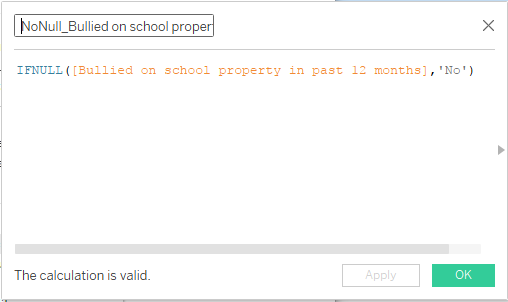 NoNull_Bullied on school proper
IFNULL([Bullied on school property in past 12 months],'No')
The calculation is valid.
Apply
OK